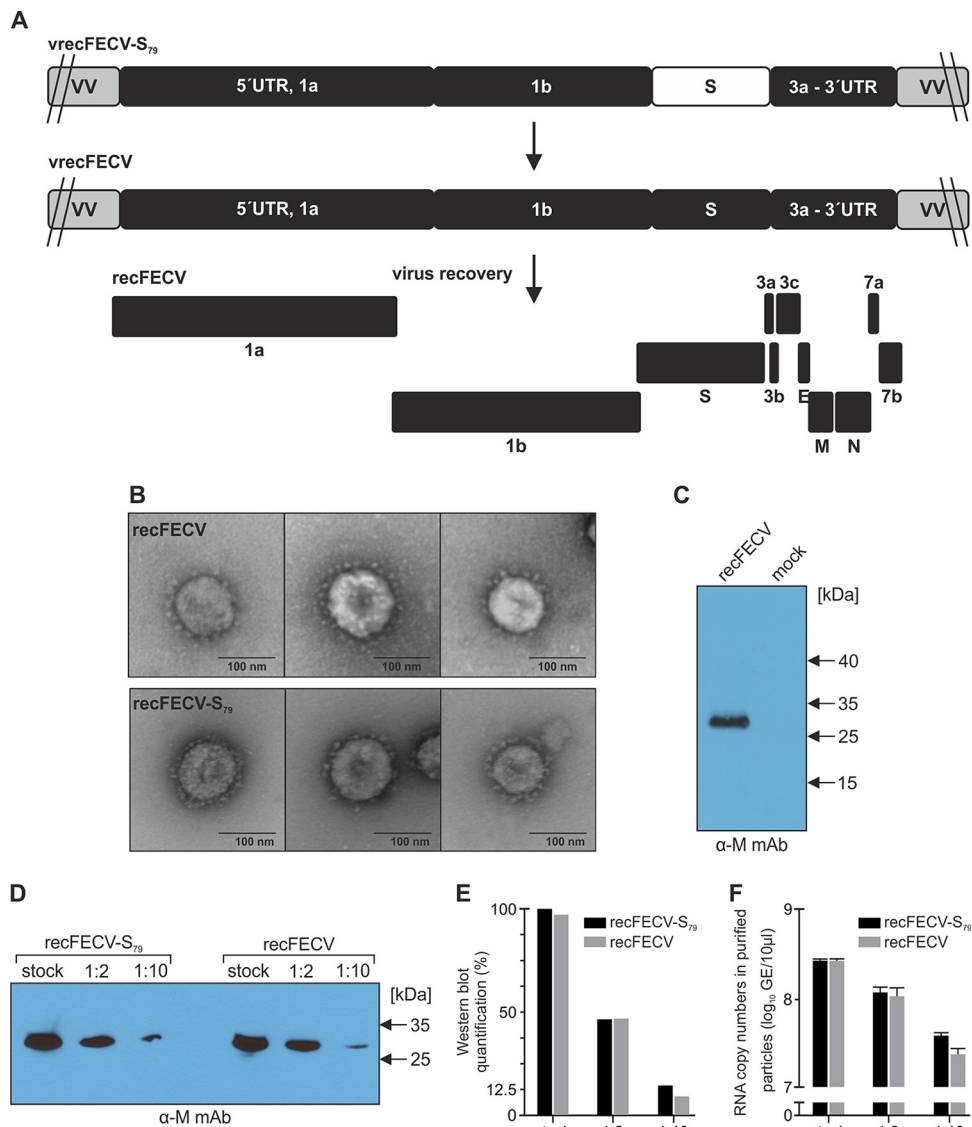 A
vrecFECV-S79
VV 5´UTR, 1a 1b S 3a - 3´UTR VV
vrecFECV
VV 5´UTR, 1a 1b S 3a - 3´UTR VV
virus recovery
recFECV
3a 3c 7a
1a
S 3b E 7b
1b M N
B
recFECV
100 nm 100 nm 100 nm
recFECV-S79
100 nm 100 nm 100 nm
C
recFECV mock
[kDa]
40
35
25
15
α-M mAb
D
recFECV-S79 recFECV
stock 1:2 1:10 stock 1:2 1:10
[kDa]
35
25
α-M mAb
E
Western blot
quantification (%)
100
50
12.5
0
recFECV-S79
recFECV
F
RNA copy numbers in purified
particles (log10 GE/10µl)
9
8
7
0
recFECV-S79
recFECV